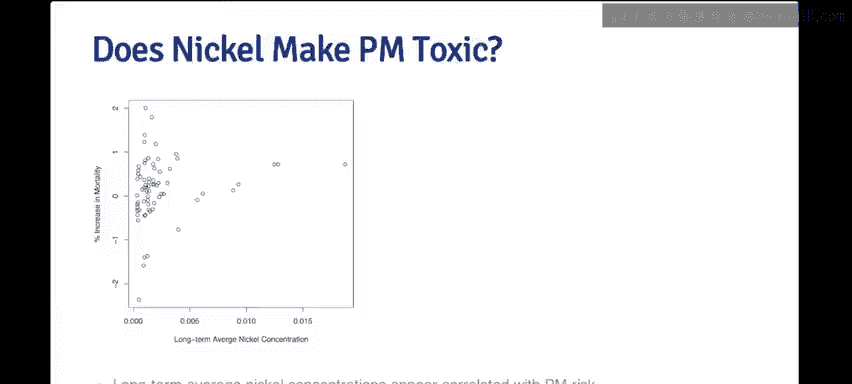 Does Nickel Make PM Toxic?
2
1
0
−1
−2
% Increase in Mortality
0.000 0.005 0.010 0.015
Long−term Averge Nickel Concentration
Long-term average nickel concentrations appear correlated with PM risk